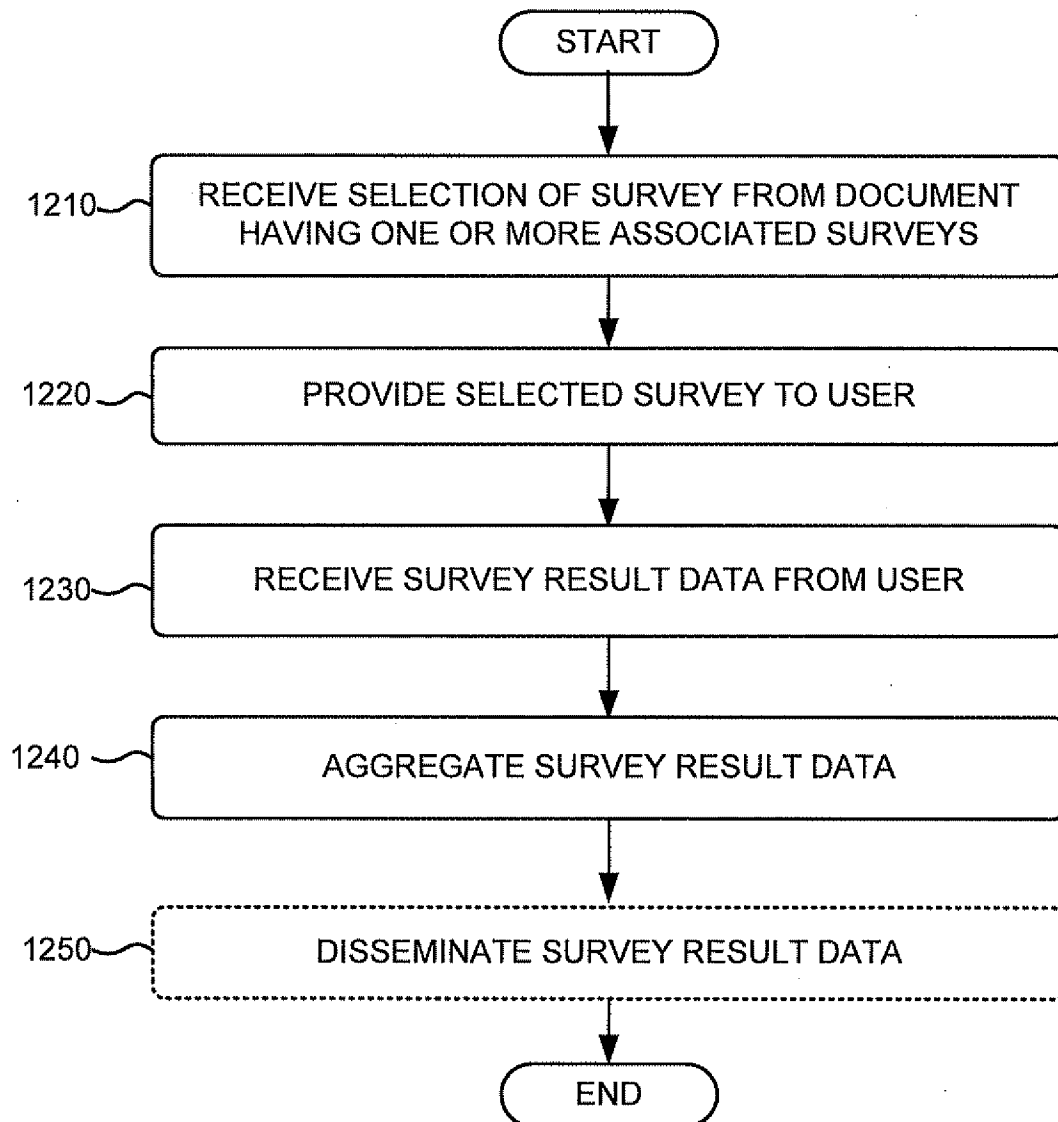 START
1210
RECEIVE SELECTION OF SURVEY FROM DOCUMENT
HAVING ONE OR MORE ASSOCIATED SURVEYS
1220
PROVIDE SELECTED SURVEY TO USER
1230
RECEIVE SURVEY RESULT DATA FROM USER
1240
AGGREGATE SURVEY RESULT DATA
1250
DISSEMINATE SURVEY RESULT DATA
END